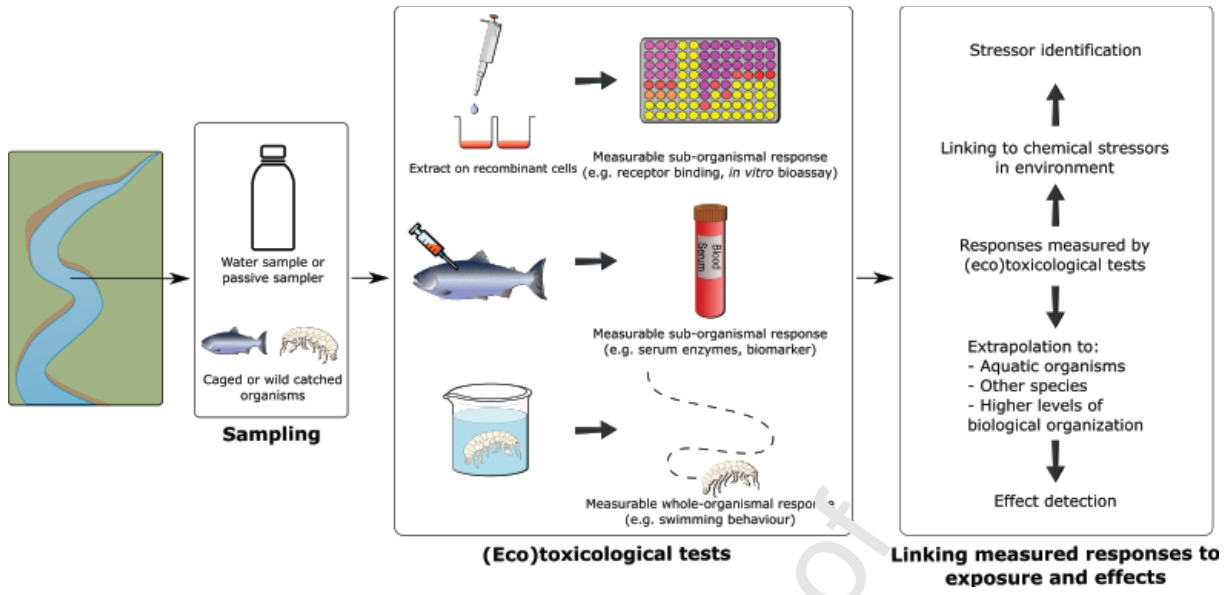 Water sample or
passive sampler
Caged or wild catched
organisms
Sampling
Extract on recombinant cells
Measurable sub-organismal response
(e.g. receptor binding, in vitro bioassay)
Blood
Serum
Measurable sub-organismal response
(e.g. serum enzymes, biomarker)
Measurable whole-organismal response
(e.g. swimming behaviour)
(Eco)toxicological tests
Stressor identification
Linking to chemical stressors
in environment
Responses measured by
(eco)toxicological tests
Extrapolation to:
- Aquatic organisms
- Other species
- Higher levels of
biological organization
Effect detection
Linking measured responses to
exposure and effects
of